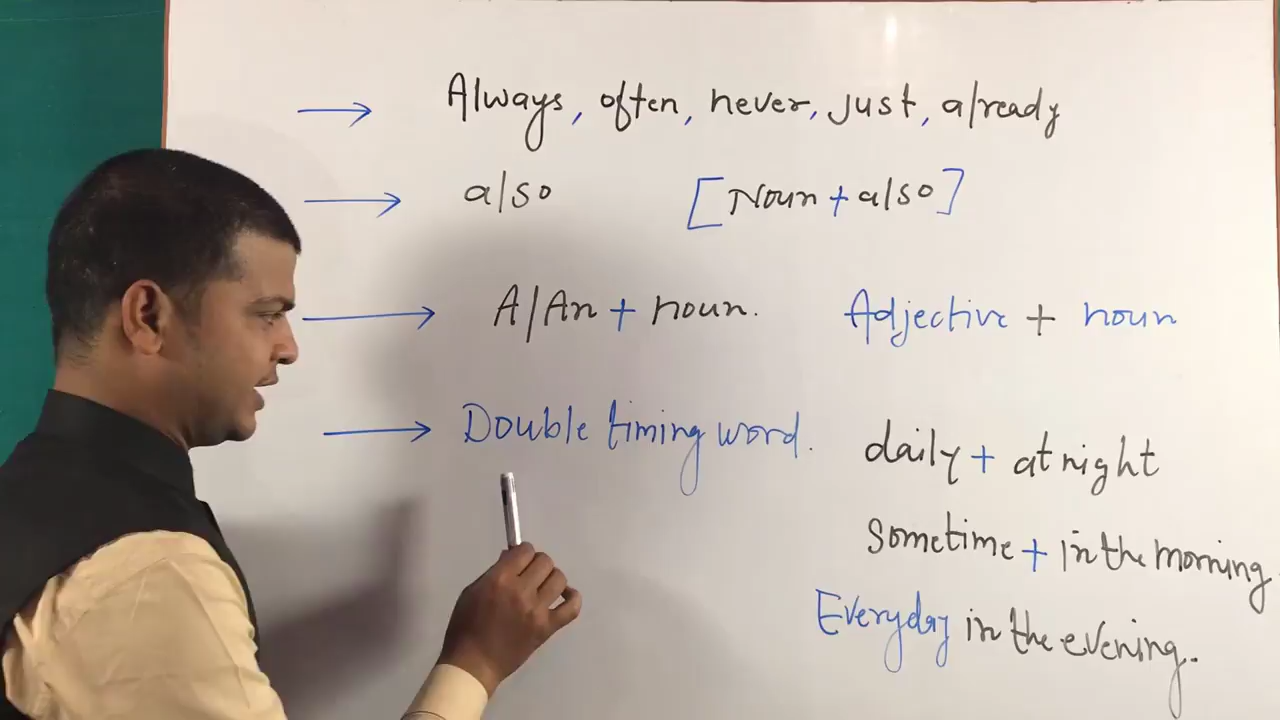 → Always, often, never, just, already
→ also [Noun + also]
→ A/An + noun. Adjective + noun
→ Double timing word. daily + at night
Sometime + in the morning.
Everyday in the evening.